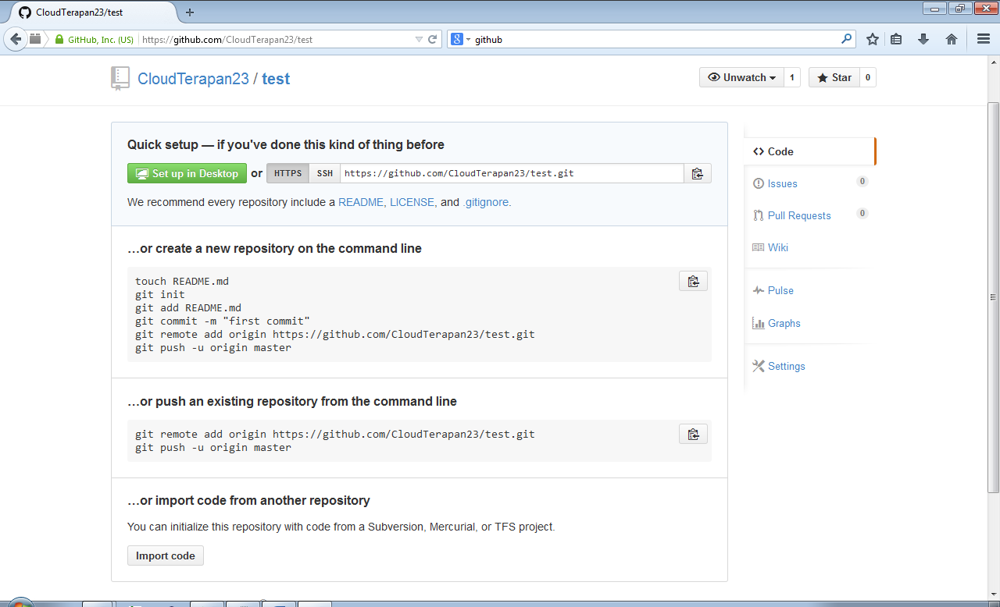 CloudTerapan23/test
GitHub, Inc. (US) https://github.com/CloudTerapan23/test
8 github
CloudTerapan23 / test
Unwatch 1 Star 0
Quick setup — if you've done this kind of thing before
Set up in Desktop or HTTPS SSH https://github.com/CloudTerapan23/test.git
We recommend every repository include a README, LICENSE, and .gitignore.
…or create a new repository on the command line
touch README.md
git init
git add README.md
git commit -m "first commit"
git remote add origin https://github.com/CloudTerapan23/test.git
git push -u origin master
…or push an existing repository from the command line
git remote add origin https://github.com/CloudTerapan23/test.git
git push -u origin master
…or import code from another repository
You can initialize this repository with code from a Subversion, Mercurial, or TFS project.
Import code
Code
Issues 0
Pull Requests 0
Wiki
Pulse
Graphs
Settings